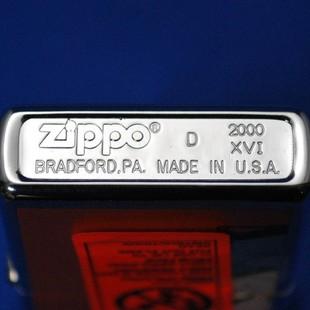 zippo® D 2000
XVI
BRADFORD, PA. MADE IN U.S.A.